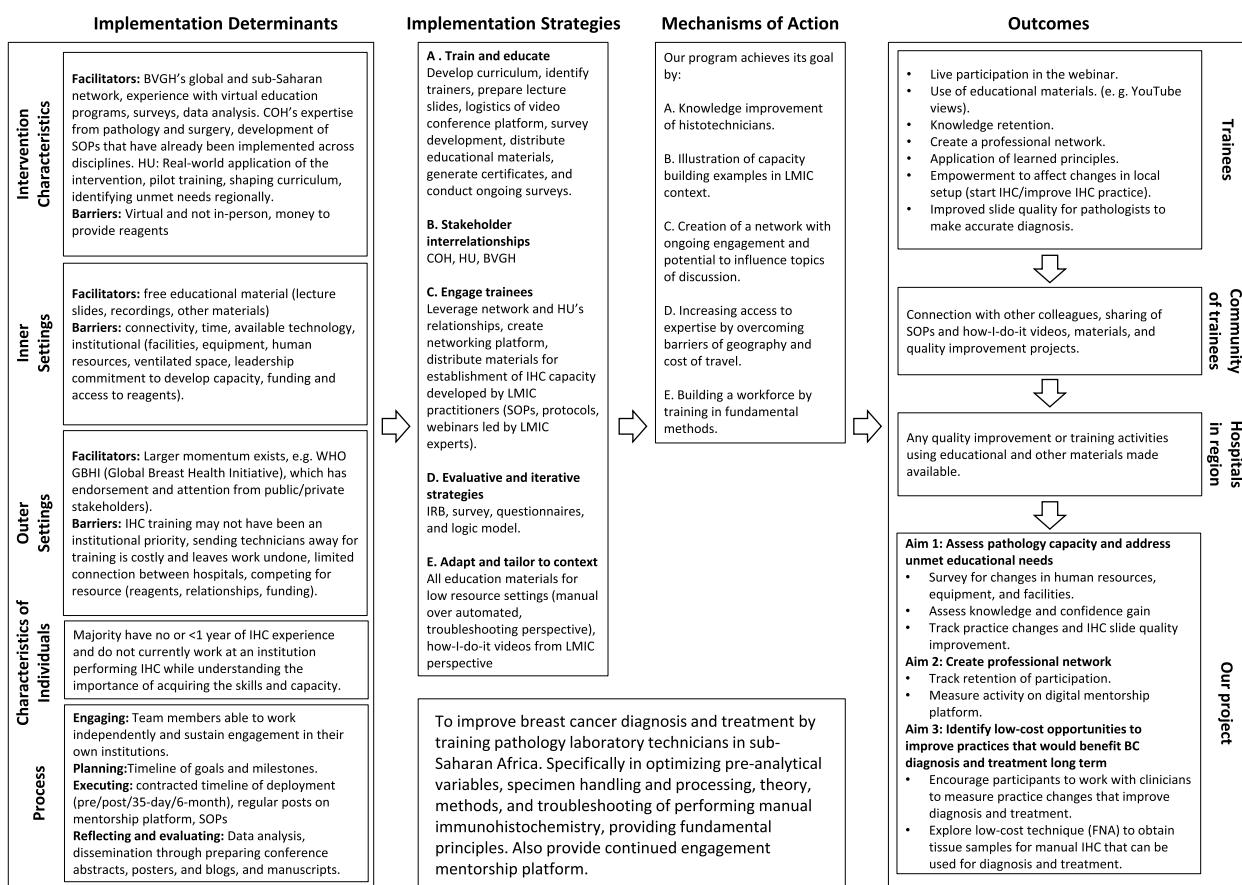 Implementation Determinants
Intervention
Characteristics
Facilitators: BVGH's global and sub-Saharan
network, experience with virtual education
programs, surveys, data analysis. COH's expertise
from pathology and surgery, development of
SOPs that have already been implemented across
disciplines. HU: Real-world application of the
intervention, pilot training, shaping curriculum,
identifying unmet needs regionally.
Barriers: Virtual and not in-person, money to
provide reagents
Inner
Settings
Facilitators: free educational material (lecture
slides, recordings, other materials)
Barriers: connectivity, time, available technology,
institutional (facilities, equipment, human
resources, ventilated space, leadership
commitment to develop capacity, funding and
access to reagents).
Outer
Settings
Facilitators: Larger momentum exists, e.g. WHO
GBHI (Global Breast Health Initiative), which has
endorsement and attention from public/private
stakeholders).
Barriers: IHC training may not have been an
institutional priority, sending technicians away for
training is costly and leaves work undone, limited
connection between hospitals, competing for
resource (reagents, relationships, funding).
Characteristics of
Individuals
Majority have no or <1 year of IHC experience
and do not currently work at an institution
performing IHC while understanding the
importance of acquiring the skills and capacity.
Process
Engaging: Team members able to work
independently and sustain engagement in their
own institutions.
Planning:Timeline of goals and milestones.
Executing: contracted timeline of deployment
(pre/post/35-day/6-month), regular posts on
mentorship platform, SOPs
Reflecting and evaluating: Data analysis,
dissemination through preparing conference
abstracts, posters, and blogs, and manuscripts.
Implementation Strategies
A . Train and educate
Develop curriculum, identify
trainers, prepare lecture
slides, logistics of video
conference platform, survey
development, distribute
educational materials,
generate certificates, and
conduct ongoing surveys.
B. Stakeholder
interrelationships
COH, HU, BVGH
C. Engage trainees
Leverage network and HU's
relationships, create
networking platform,
distribute materials for
establishment of IHC capacity
developed by LMIC
practitioners (SOPs, protocols,
webinars led by LMIC
experts).
D. Evaluative and iterative
strategies
IRB, survey, questionnaires,
and logic model.
E. Adapt and tailor to context
All education materials for
low resource settings (manual
over automated,
troubleshooting perspective),
how-I-do-it videos from LMIC
perspective
Mechanisms of Action
Our program achieves its goal
by:
A. Knowledge improvement
of histotechnicians.
B. Illustration of capacity
building examples in LMIC
context.
C. Creation of a network with
ongoing engagement and
potential to influence topics
of discussion.
D. Increasing access to
expertise by overcoming
barriers of geography and
cost of travel.
E. Building a workforce by
training in fundamental
methods.
To improve breast cancer diagnosis and treatment by
training pathology laboratory technicians in sub-
Saharan Africa. Specifically in optimizing pre-analytical
variables, specimen handling and processing, theory,
methods, and troubleshooting of performing manual
immunohistochemistry, providing fundamental
principles. Also provide continued engagement
mentorship platform.
Outcomes
• Live participation in the webinar.
• Use of educational materials. (e. g. YouTube
views).
• Knowledge retention.
• Create a professional network.
• Application of learned principles.
• Empowerment to affect changes in local
setup (start IHC/improve IHC practice).
• Improved slide quality for pathologists to
make accurate diagnosis.
Trainees
Connection with other colleagues, sharing of
SOPs and how-I-do-it videos, materials, and
quality improvement projects.
Community
of trainees
Any quality improvement or training activities
using educational and other materials made
available.
Hospitals
in region
Aim 1: Assess pathology capacity and address
unmet educational needs
• Survey for changes in human resources,
equipment, and facilities.
• Assess knowledge and confidence gain
• Track practice changes and IHC slide quality
improvement.
Aim 2: Create professional network
• Track retention of participation.
• Measure activity on digital mentorship
platform.
Aim 3: Identify low-cost opportunities to
improve practices that would benefit BC
diagnosis and treatment long term
• Encourage participants to work with clinicians
to measure practice changes that improve
diagnosis and treatment.
• Explore low-cost technique (FNA) to obtain
tissue samples for manual IHC that can be
used for diagnosis and treatment.
Our project